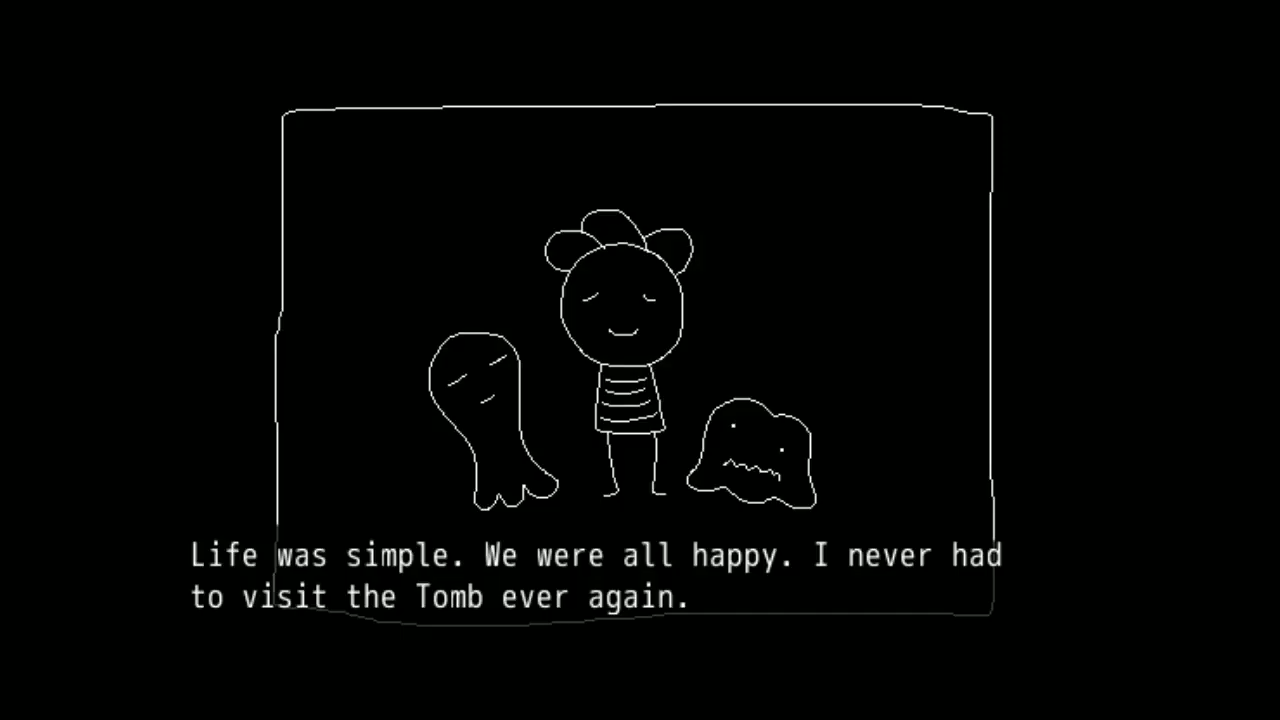 Life was simple. We were all happy. I never had
to visit the Tomb ever again.